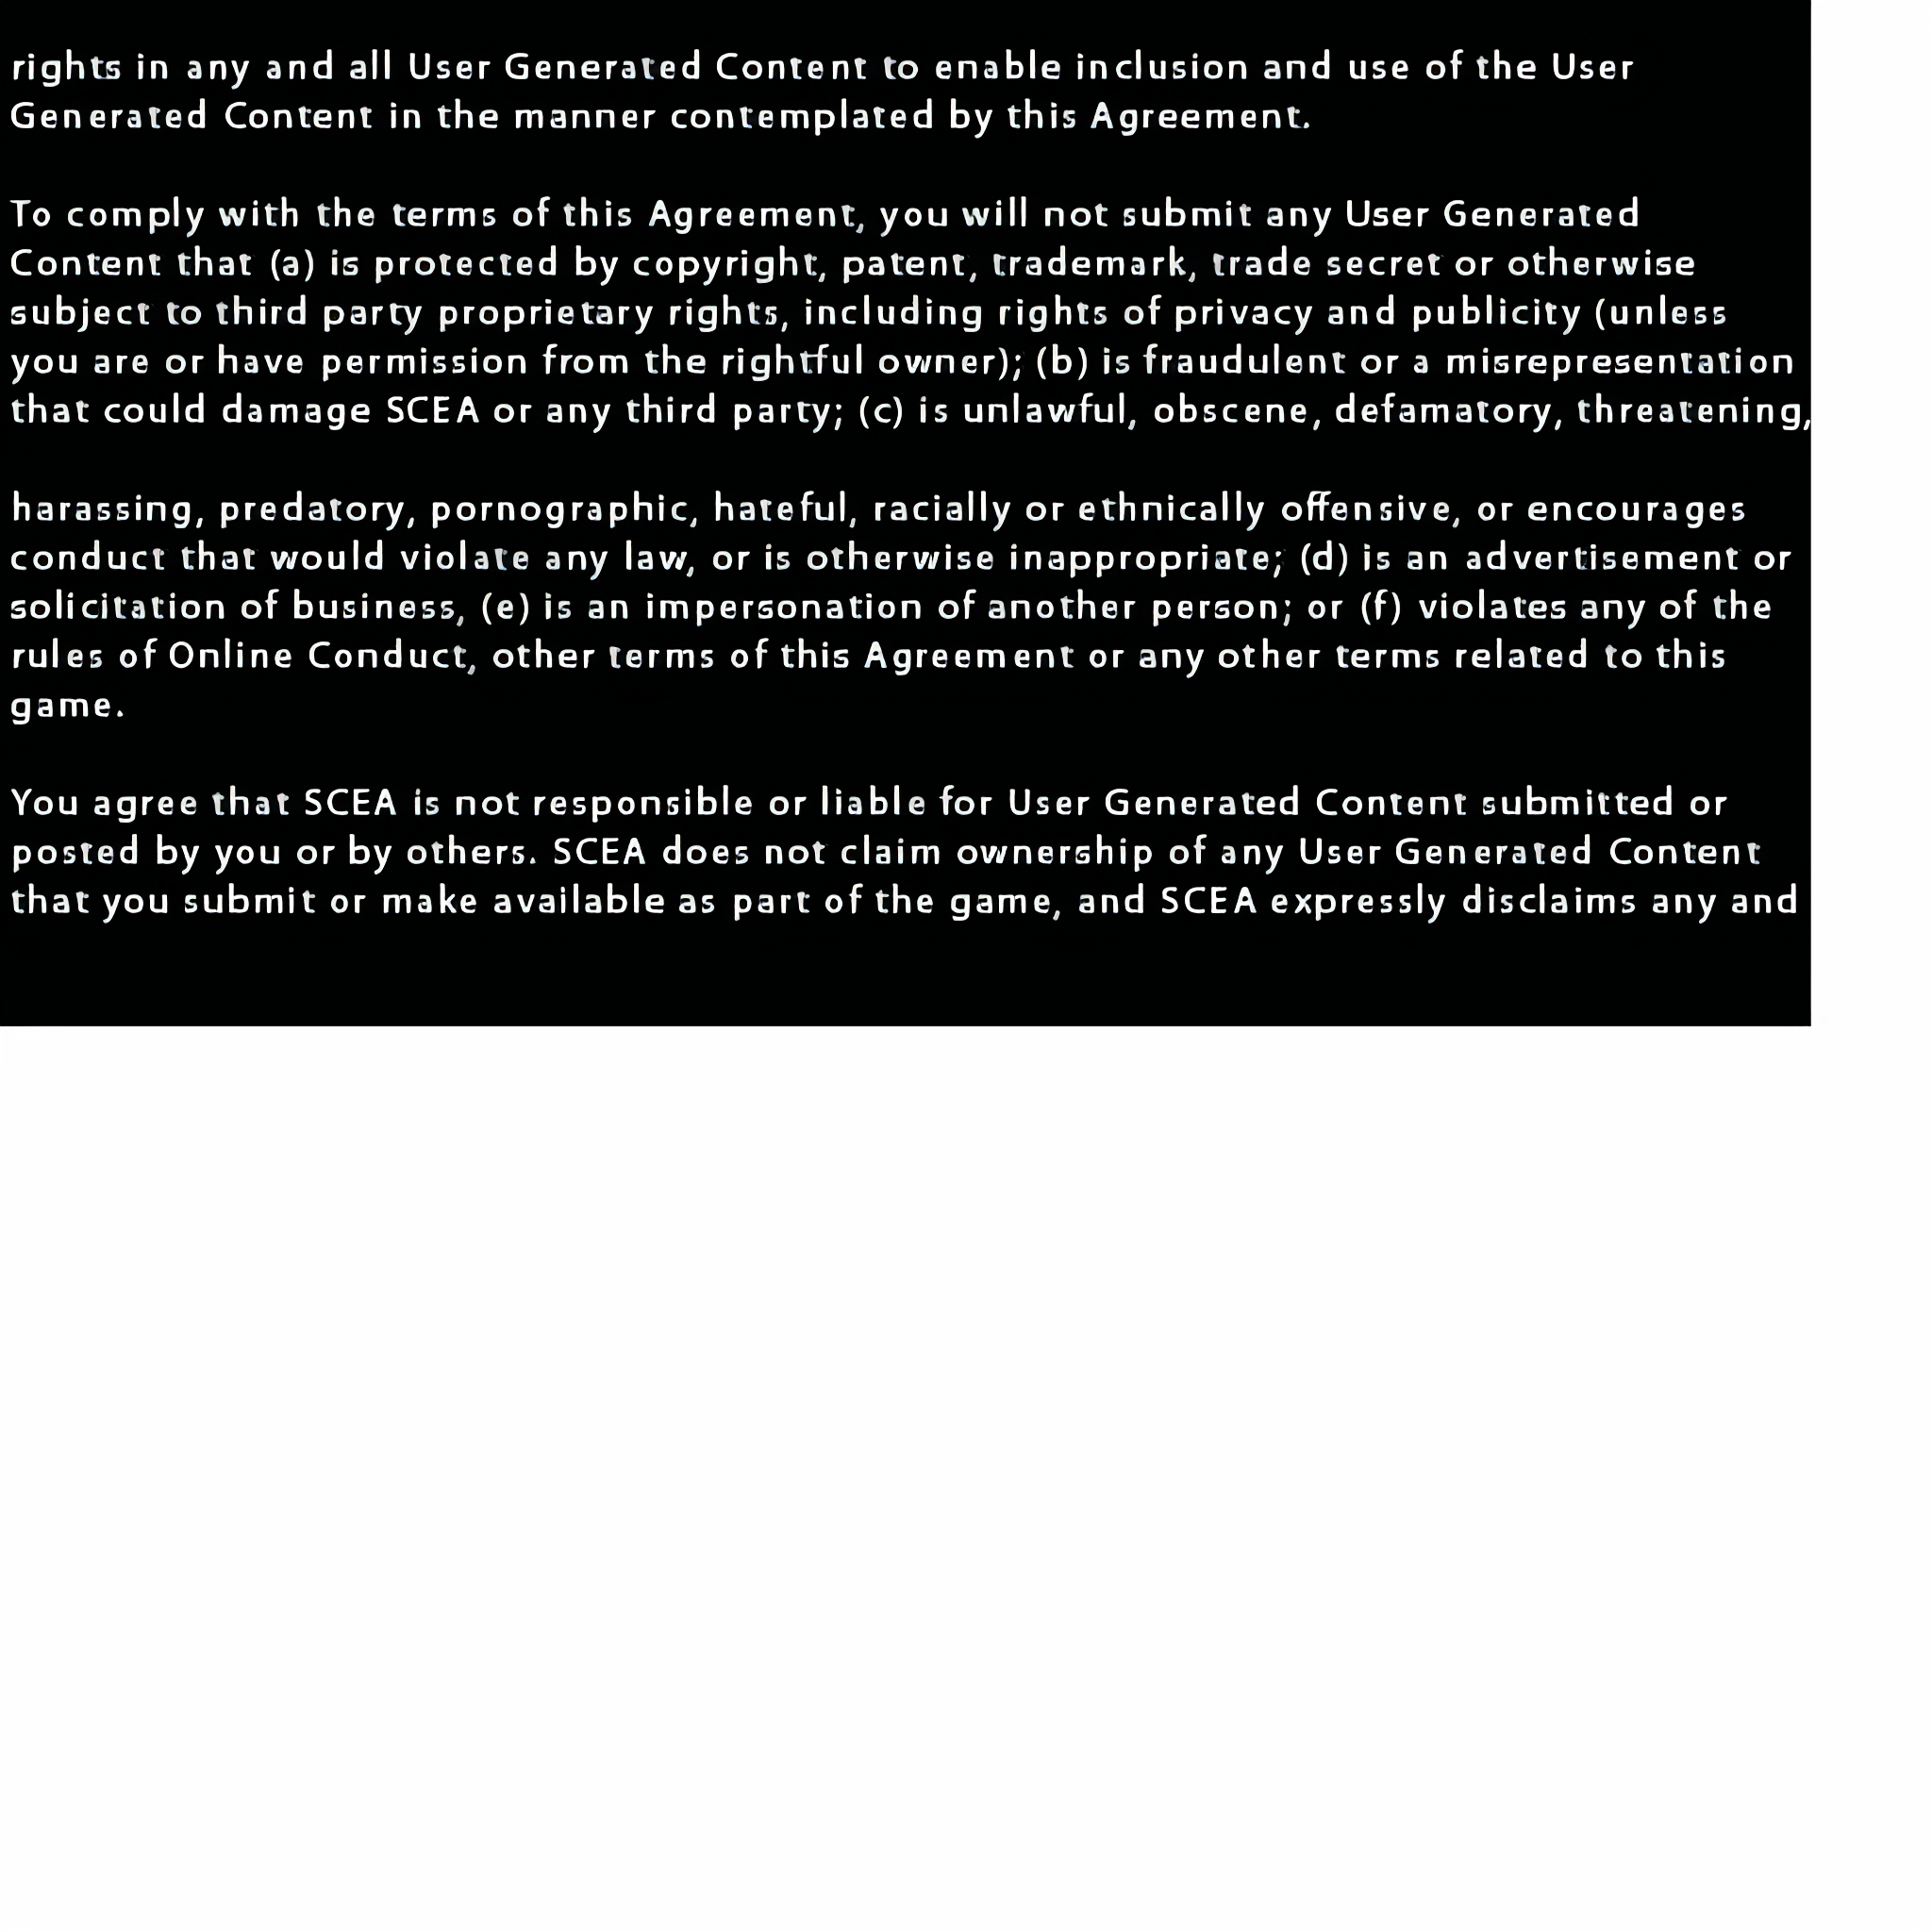 rights in any and all User Generated Content to enable inclusion and use of the User
Generated Content in the manner contemplated by this Agreement.
To comply with the terms of this Agreement, you will not submit any User Generated
Content that (a) is protected by copyright, patent, trademark, trade secret or otherwise
subject to third party proprietary rights, including rights of privacy and publicity (unless
you are or have permission from the rightful owner); (b) is fraudulent or a misrepresentation
that could damage SCEA or any third party; (c) is unlawful, obscene, defamatory, threatening,
harassing, predatory, pornographic, hateful, racially or ethnically offensive, or encourages
conduct that would violate any law, or is otherwise inappropriate; (d) is an advertisement or
solicitation of business, (e) is an impersonation of another person; or (f) violates any of the
rules of Online Conduct, other terms of this Agreement or any other terms related to this
game.
You agree that SCEA is not responsible or liable for User Generated Content submitted or
posted by you or by others. SCEA does not claim ownership of any User Generated Content
that you submit or make available as part of the game, and SCEA expressly disclaims any and